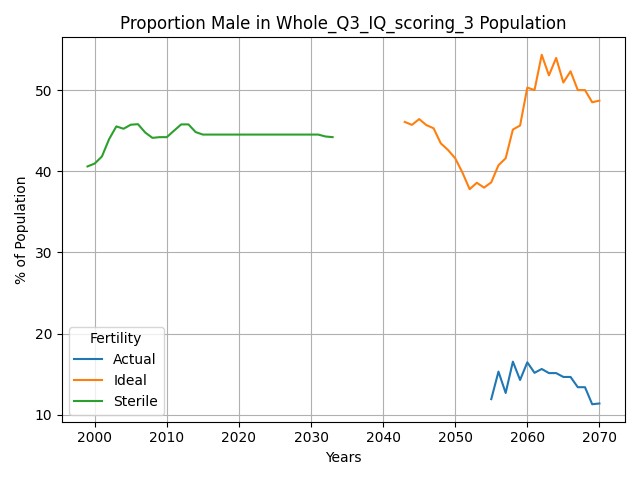 Proportion Male in Whole_Q3_IQ_scoring_3 Population
% of Population
50
40
30
20
10
Fertility
Actual
Ideal
Sterile
2000 2010 2020 2030 2040 2050 2060 2070
Years